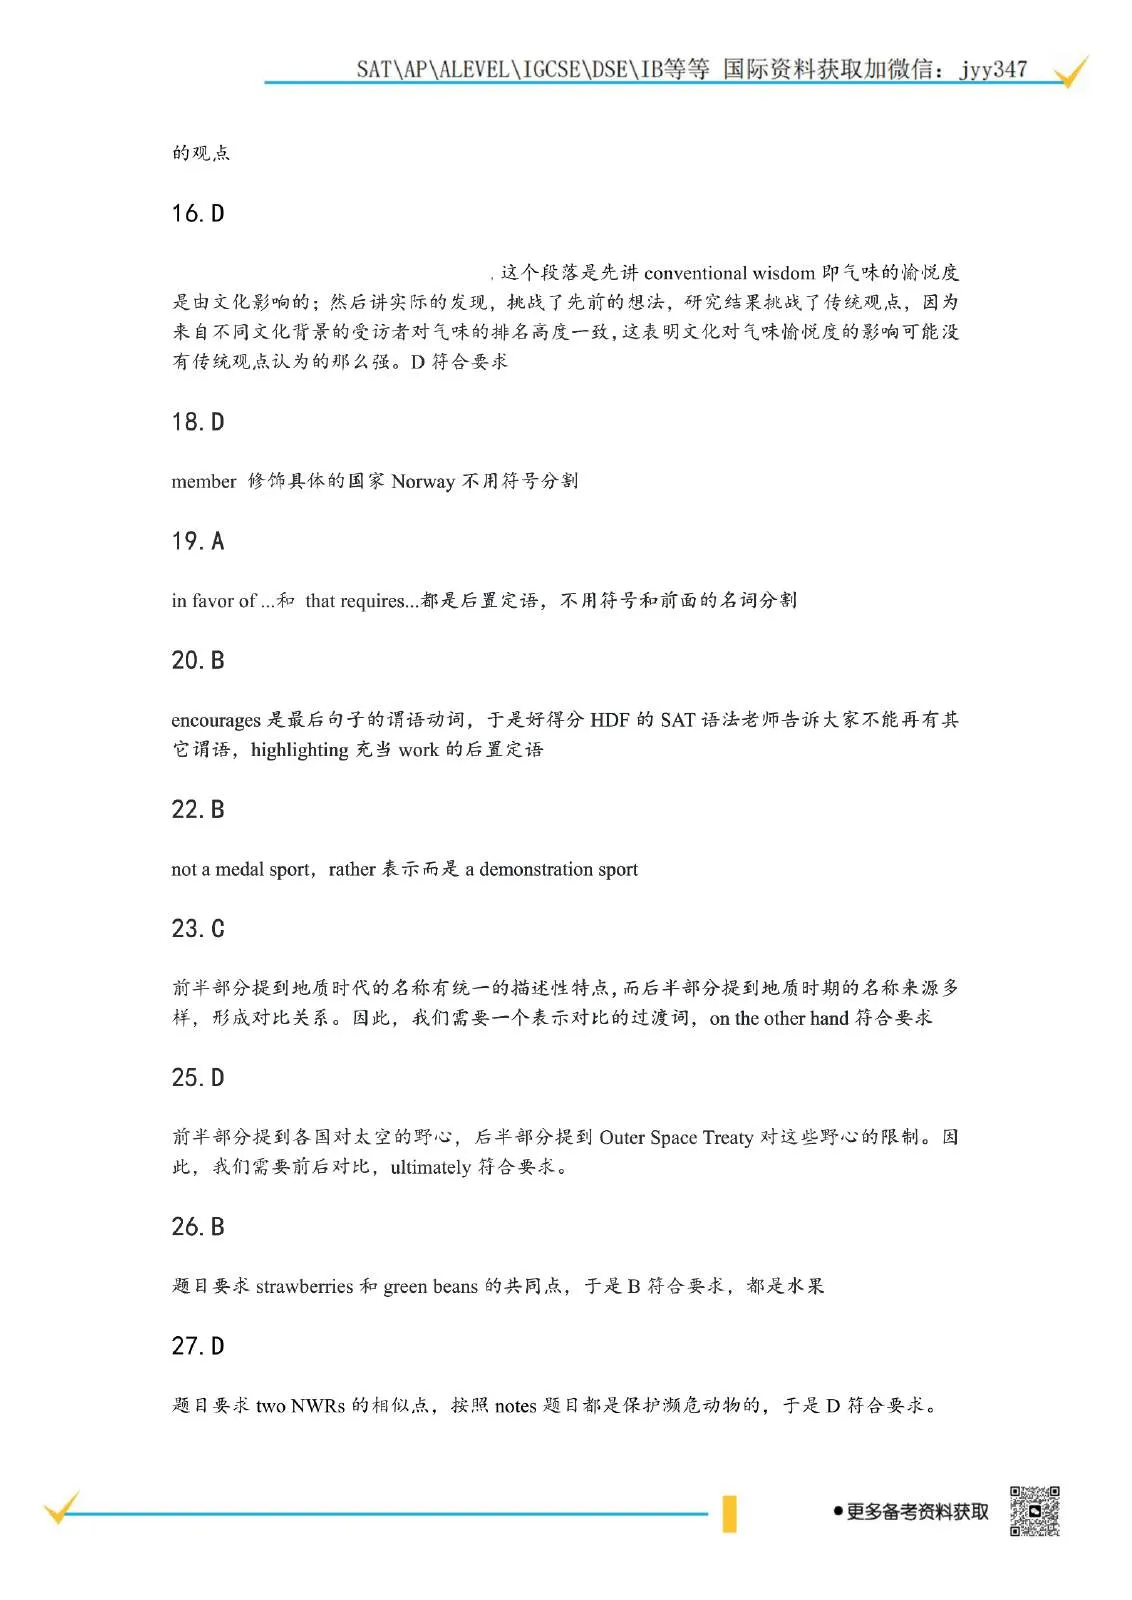 SAT\AP\ALEVEL\IGCSE\DSE\IB等等 国际资料获取加微信：jyy347
的观点
16. D
，这个段落是先讲 conventional wisdom 即气味的愉悦度
是由文化影响的；然后讲实际的发现，挑战了先前的想法，研究结果挑战了传统观点，因为
来自不同文化背景的受访者对气味的排名高度一致,这表明文化对气味愉悦度的影响可能没
有传统观点认为的那么强。D 符合要求
18. D
member 修饰具体的国家 Norway 不用符号分割
19. A
in favor of ...和 that requires...都是后置定语，不用符号和前面的名词分割
20. B
encourages 是最后句子的谓语动词，于是好得分 HDF 的 SAT 语法老师告诉大家不能再有其
它谓语，highlighting 充当 work 的后置定语
22. B
not a medal sport，rather 表示而是 a demonstration sport
23. C
前半部分提到地质时代的名称有统一的描述性特点,而后半部分提到地质时期的名称来源多
样，形成对比关系。因此，我们需要一个表示对比的过渡词，on the other hand 符合要求
25. D
前半部分提到各国对太空的野心，后半部分提到 Outer Space Treaty 对这些野心的限制。因
此，我们需要前后对比，ultimately 符合要求。
26. B
题目要求 strawberries 和 green beans 的共同点，于是 B 符合要求，都是水果
27. D
题目要求 two NWRs 的相似点，按照 notes 题目都是保护濒危动物的，于是 D 符合要求。
●更多备考资料获取